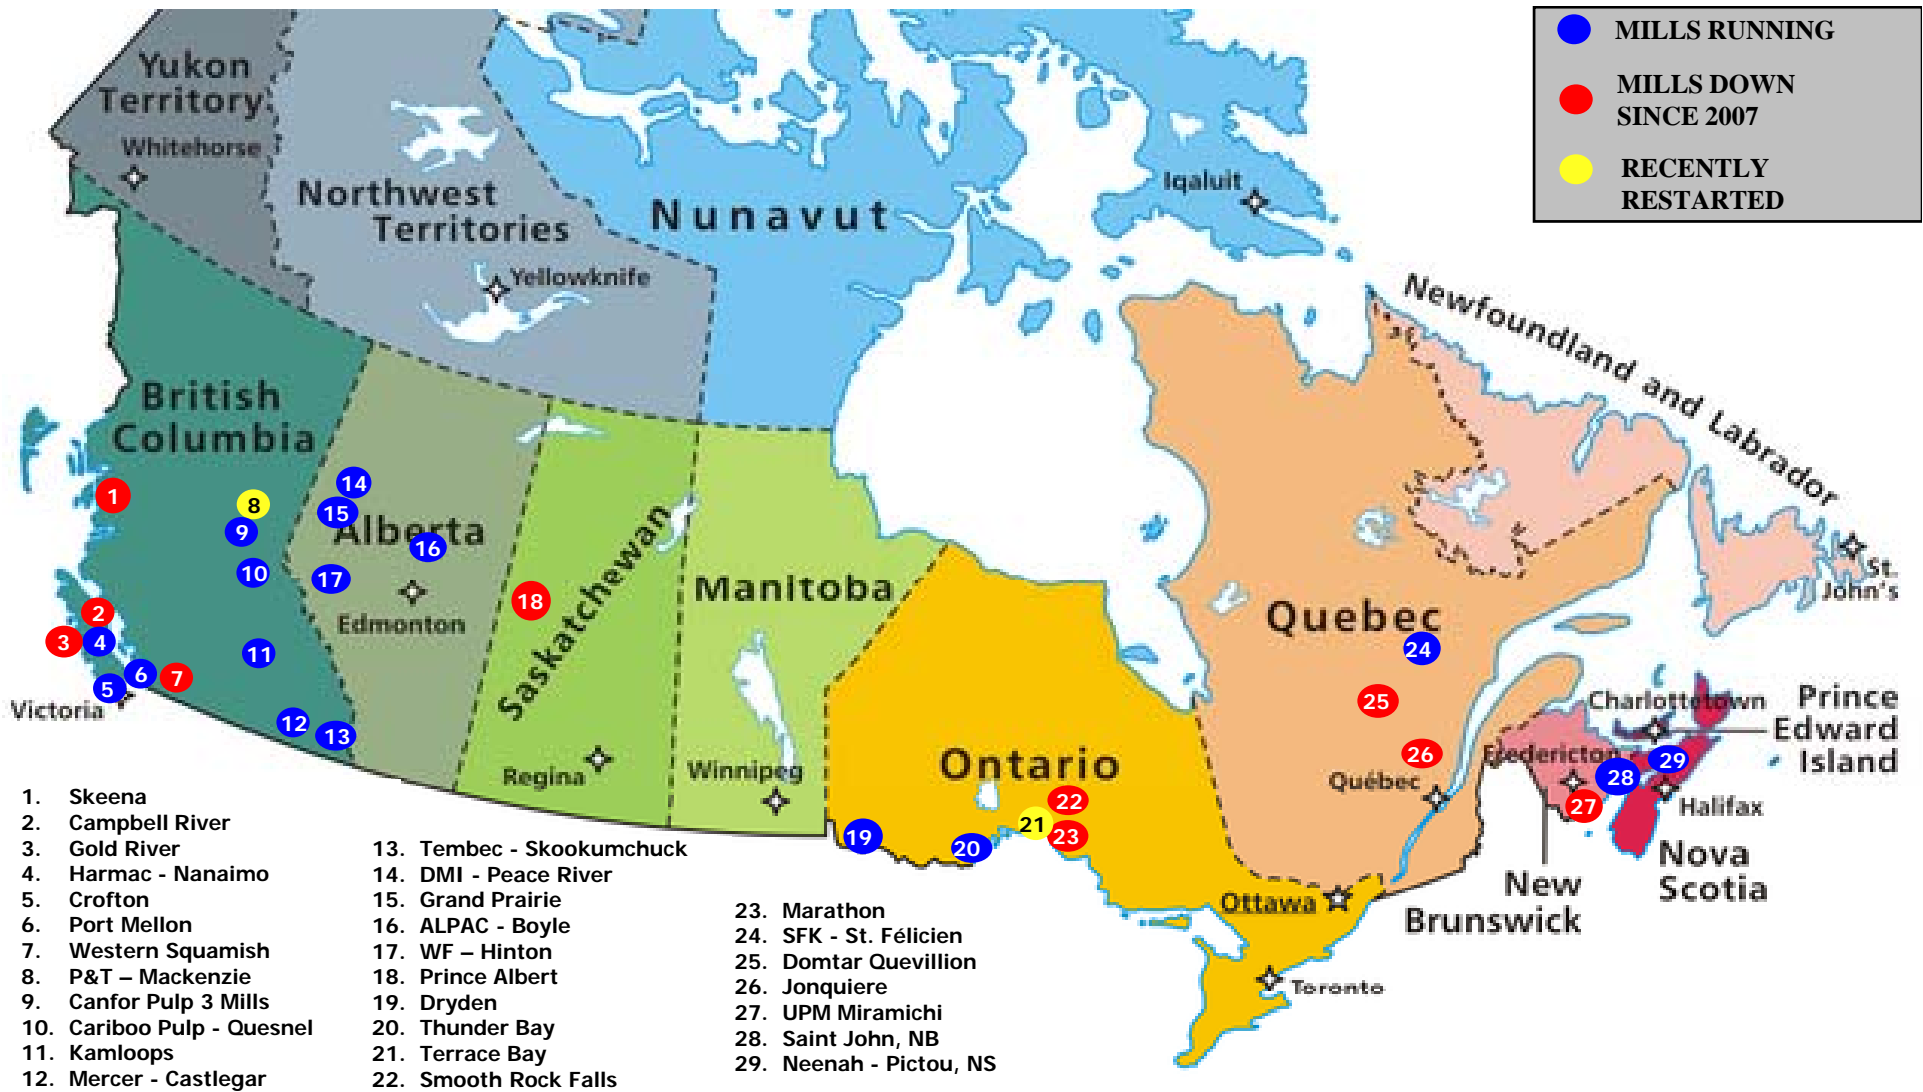 MILLS RUNNING
MILLS DOWN
SINCE 2007
RECENTLY
RESTARTED
Yukon
Territory
Whitehorse
Northwest
Territories
Yellowknife
Nunavut
Iqaluit
Newfoundland and Labrador
St.
John's
British
Columbia
Victoria
Alberta
Edmonton
Saskatchewan
Regina
Manitoba
Winnipeg
Ontario
Ottawa
Toronto
Quebec
Québec
Charlottetown
Prince
Edward
Island
Fredericton
Halifax
Nova
Scotia
New
Brunswick
1
2
3
4
5
6
7
8
9
10
11
12
13
14
15
16
17
18
19
20
21
22
23
24
25
26
27
28
29
1. Skeena
2. Campbell River
3. Gold River
4. Harmac - Nanaimo
5. Crofton
6. Port Mellon
7. Western Squamish
8. P&T – Mackenzie
9. Canfor Pulp 3 Mills
10. Cariboo Pulp - Quesnel
11. Kamloops
12. Mercer - Castlegar
13. Tembec - Skookumchuck
14. DMI - Peace River
15. Grand Prairie
16. ALPAC - Boyle
17. WF – Hinton
18. Prince Albert
19. Dryden
20. Thunder Bay
21. Terrace Bay
22. Smooth Rock Falls
23. Marathon
24. SFK - St. Félicien
25. Domtar Quevillion
26. Jonquiere
27. UPM Miramichi
28. Saint John, NB
29. Neenah - Pictou, NS